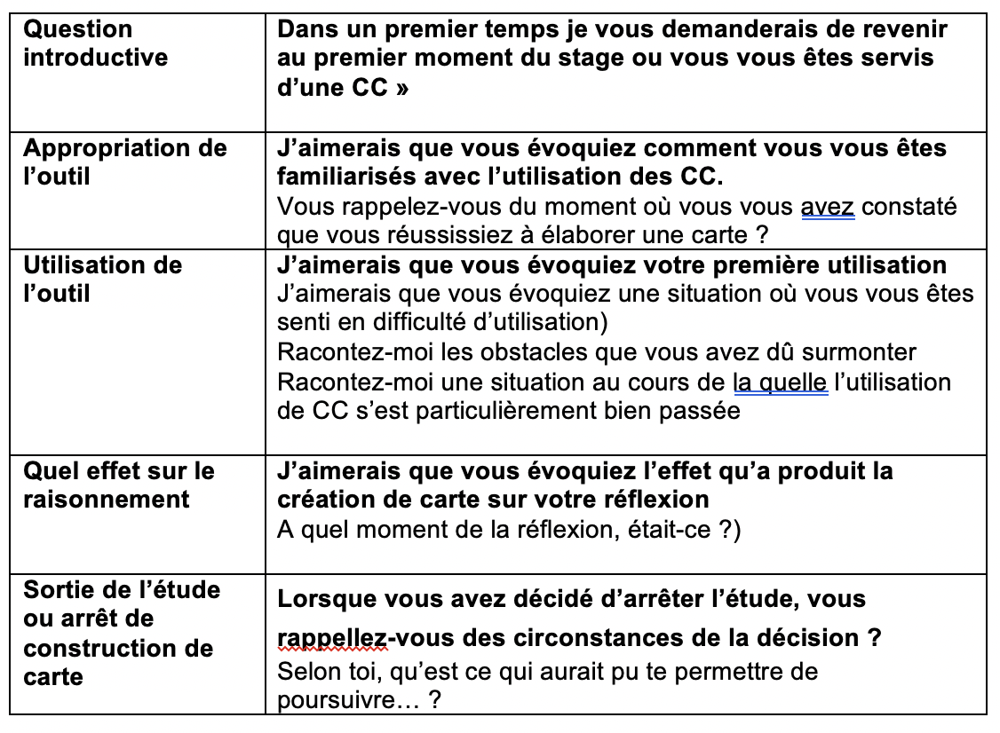 Question
introductive
Dans un premier temps je vous demanderais de revenir
au premier moment du stage ou vous vous êtes servis
d’une CC »
Appropriation de
l’outil
J’aimerais que vous évoquiez comment vous vous êtes
familiarisés avec l’utilisation des CC.
Vous rappelez-vous du moment où vous vous avez constaté
que vous réussissiez à élaborer une carte ?
Utilisation de
l’outil
J’aimerais que vous évoquiez votre première utilisation
J’aimerais que vous évoquiez une situation où vous vous êtes
senti en difficulté d’utilisation)
Racontez-moi les obstacles que vous avez dû surmonter
Racontez-moi une situation au cours de la quelle l’utilisation
de CC s’est particulièrement bien passée
Quel effet sur le
raisonnement
J’aimerais que vous évoquiez l’effet qu’a produit la
création de carte sur votre réflexion
A quel moment de la réflexion, était-ce ?)
Sortie de l’étude
ou arrêt de
construction de
carte
Lorsque vous avez décidé d’arrêter l’étude, vous
rappellez-vous des circonstances de la décision ?
Selon toi, qu’est ce qui aurait pu te permettre de
poursuivre… ?